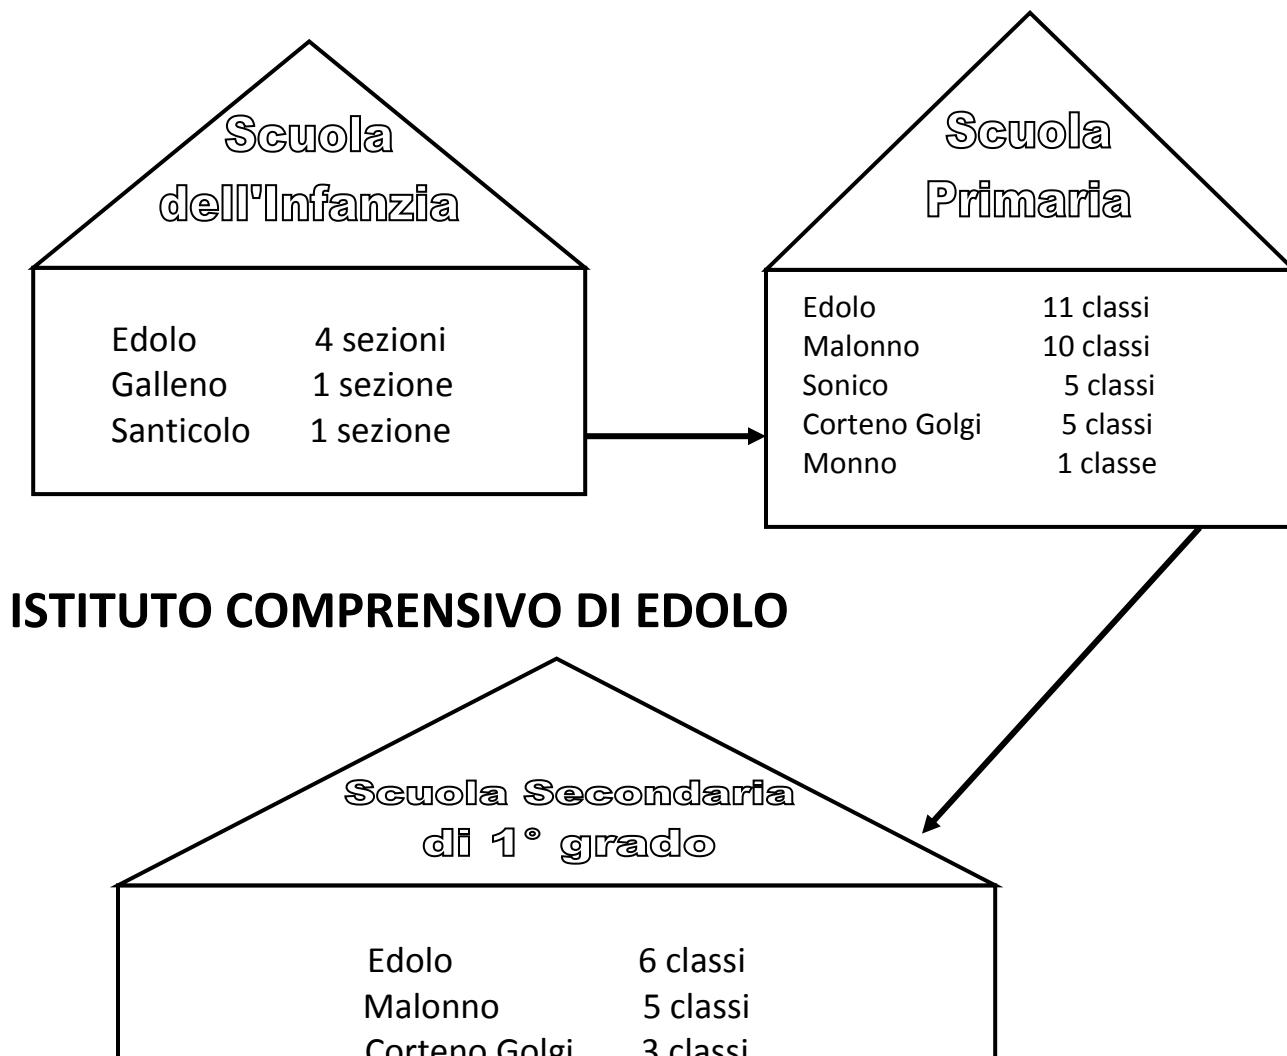 Scuola
dell'Infanzia
Edolo 4 sezioni
Galleno 1 sezione
Santicolo 1 sezione
Scuola
Primaria
Edolo 11 classi
Malonno 10 classi
Sonico 5 classi
Corteno Golgi 5 classi
Monno 1 classe
ISTITUTO COMPRENSIVO DI EDOLO
Scuola Secondaria
di 1° grado
Edolo 6 classi
Malonno 5 classi
Corteno Golgi 3 classi